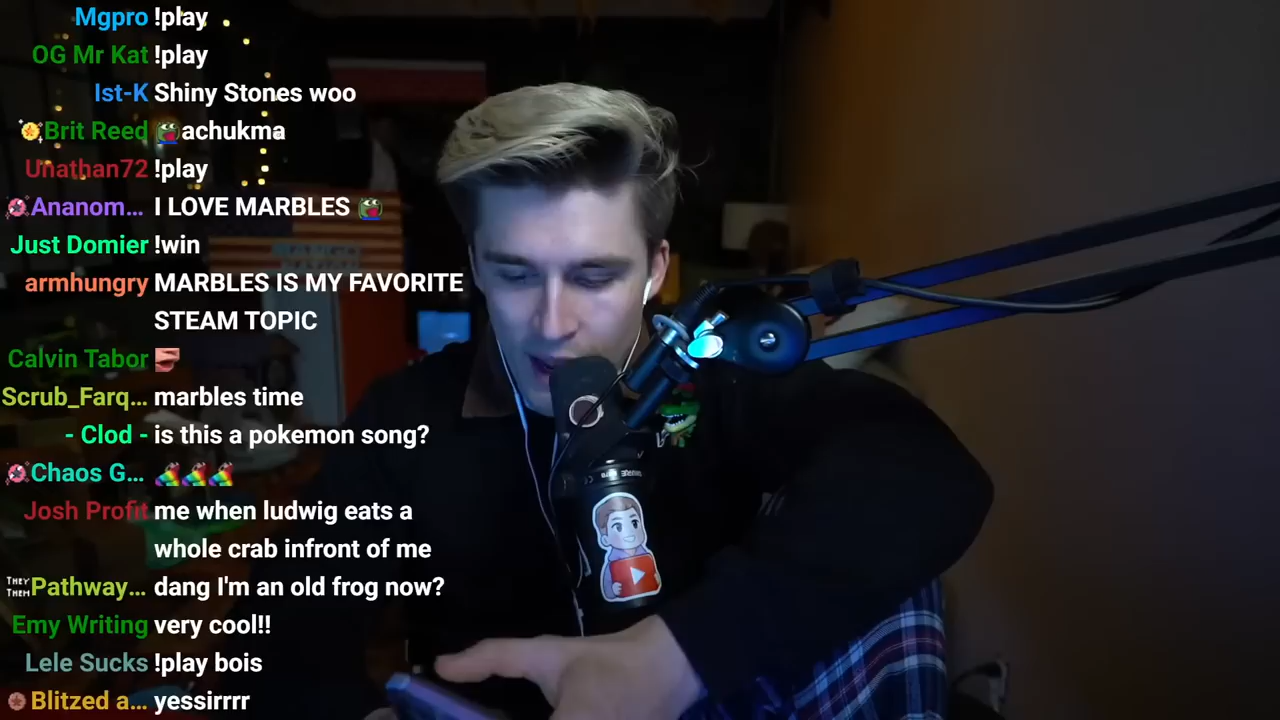 Mgpro !play
OG Mr Kat !play
Ist-K Shiny Stones woo
Brit Reed achukma
Unathan72 !play
Ananom… I LOVE MARBLES
Just Domier !win
armhungry MARBLES IS MY FAVORITE
STEAM TOPIC
Calvin Tabor
Scrub_Farq… marbles time
- Clod - is this a pokemon song?
Chaos G…
Josh Profit me when ludwig eats a
whole crab infront of me
THEY THEM Pathway… dang I'm an old frog now?
Emy Writing very cool!!
Lele Sucks !play bois
Blitzed a… yessirrrr